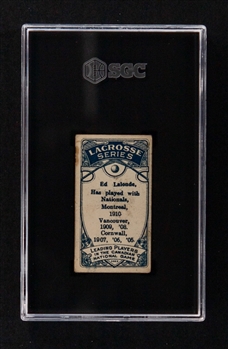 SGC
LACROSSE
SERIES
Ed Lalonde,
Has played with
Nationals,
Montreal,
1910
Vancouver,
1909, '08.
Cornwall,
1907, '06, '05.
LEADING PLAYERS
IN THE CANADIAN
NATIONAL GAME